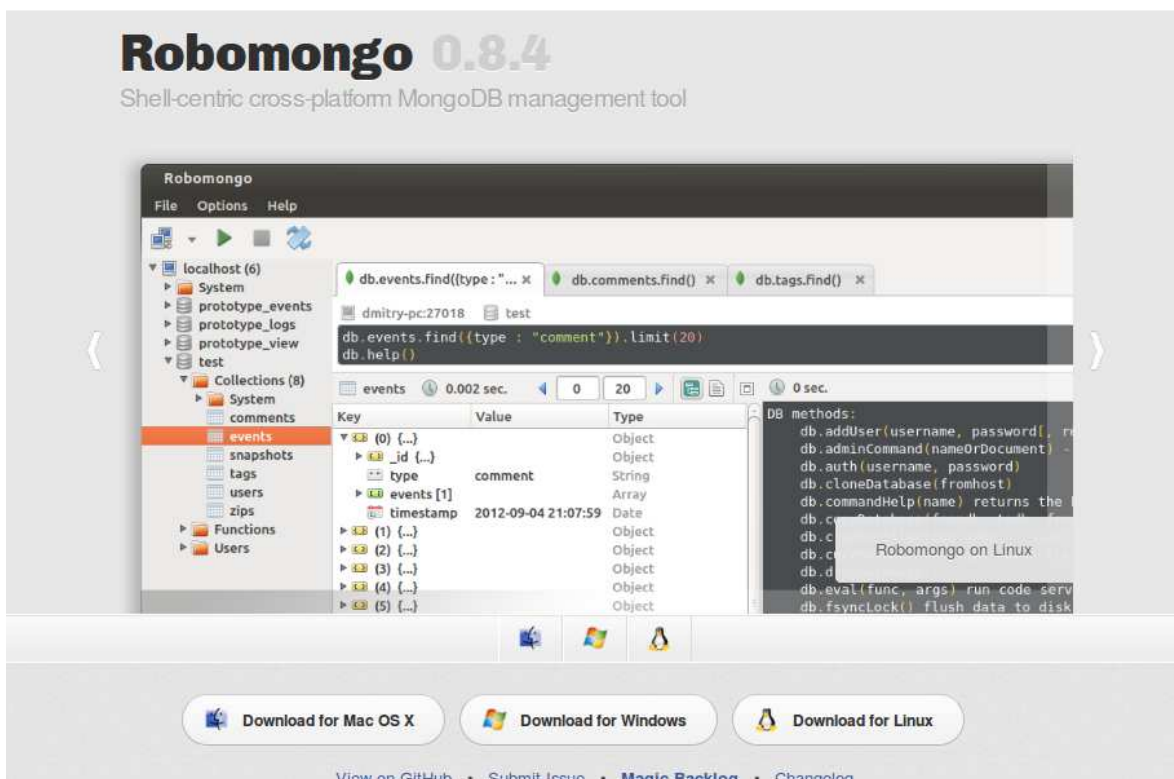 Robomongo 0.8.4
Shell-centric cross-platform MongoDB management tool
Robomongo
File Options Help
localhost (6)
System
prototype_events
prototype_logs
prototype_view
test
Collections (8)
System
comments
events
snapshots
tags
users
zips
Functions
Users
db.events.find({type : "... × db.comments.find() × db.tags.find() ×
dmitry-pc:27018 test
db.events.find({type : "comment"}).limit(20)
db.help()
events 0.002 sec. 0 20
Key Value Type
(0) {...} Object
_id {...} Object
type comment String
events [1] Array
timestamp 2012-09-04 21:07:59 Date
(1) {...} Object
(2) {...} Object
(3) {...} Object
(4) {...} Object
(5) {...} Object
0 sec.
DB methods:
db.addUser(username, password[, re
db.adminCommand(nameOrDocument) -
db.auth(username, password)
db.cloneDatabase(fromhost)
db.commandHelp(name) returns the
db.c
db.c
db.d
db.eval(func, args) run code serv
db.fsyncLock() flush data to disk
Robomongo on Linux
Download for Mac OS X Download for Windows Download for Linux
View on GitHub • Submit Issue • Magic Backlog • Changelog